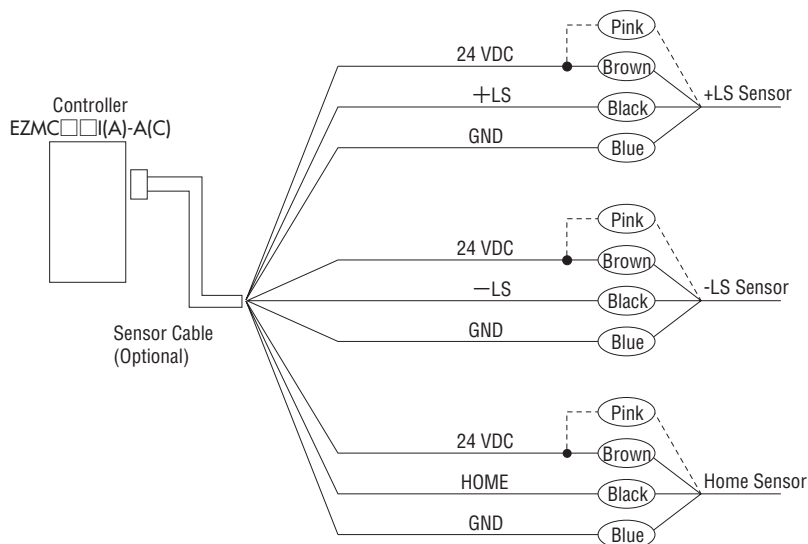 Pink
24 VDC
Brown
+LS
Black
+LS Sensor
GND
Blue
Controller
EZMC□□I(A)-A(C)
Pink
24 VDC
Brown
−LS
Black
-LS Sensor
GND
Blue
Sensor Cable
(Optional)
Pink
24 VDC
Brown
HOME
Black
Home Sensor
GND
Blue